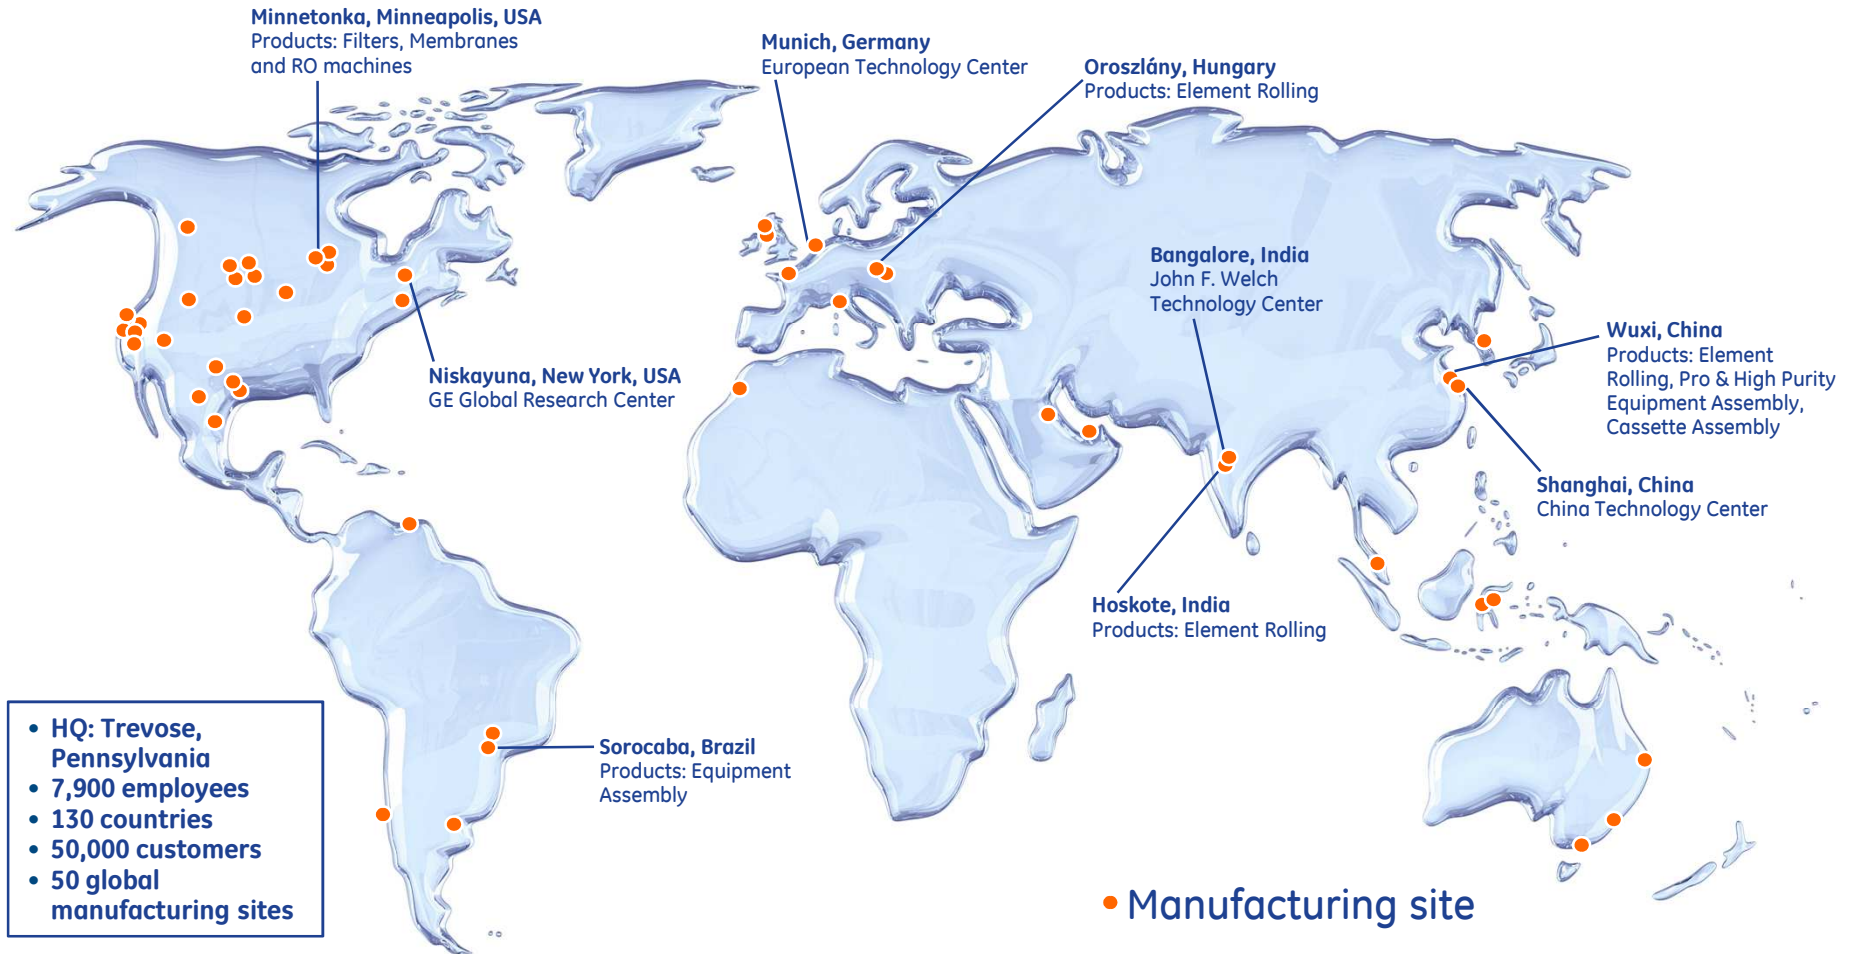 Minnetonka, Minneapolis, USA
Products: Filters, Membranes
and RO machines
Munich, Germany
European Technology Center
Oroszlány, Hungary
Products: Element Rolling
Bangalore, India
John F. Welch
Technology Center
Wuxi, China
Products: Element
Rolling, Pro & High Purity
Equipment Assembly,
Cassette Assembly
Niskayuna, New York, USA
GE Global Research Center
Shanghai, China
China Technology Center
Hoskote, India
Products: Element Rolling
Sorocaba, Brazil
Products: Equipment
Assembly
• HQ: Trevose,
Pennsylvania
• 7,900 employees
• 130 countries
• 50,000 customers
• 50 global
manufacturing sites
Manufacturing site